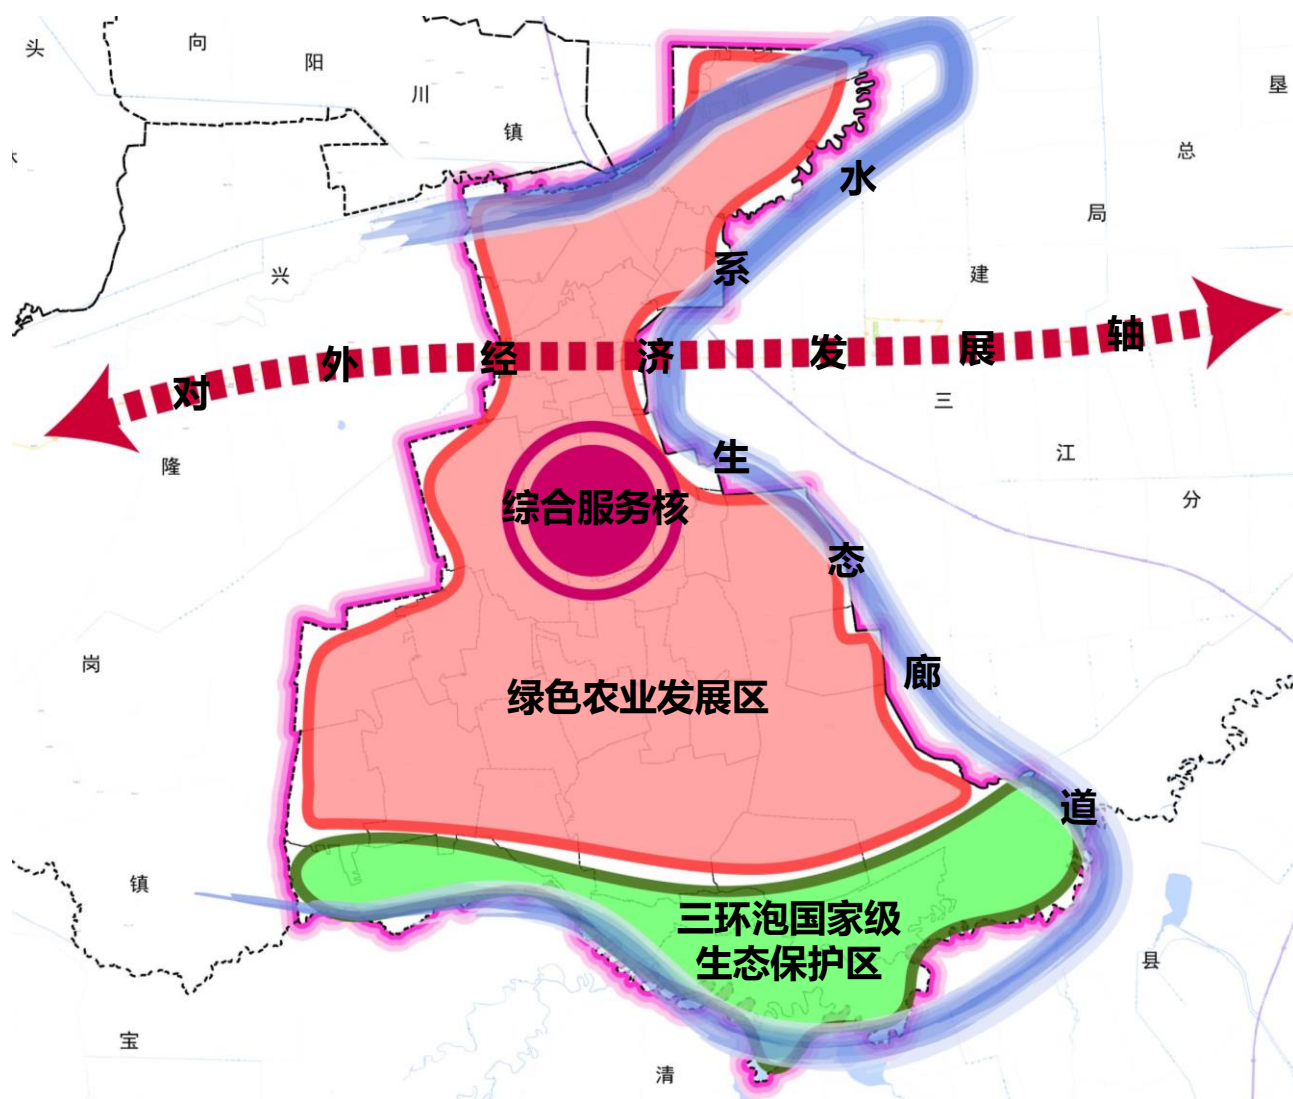 头
向阳川镇
兴隆岗镇
建三江分局
垦总局
水系生态廊道
对外经济发展轴
综合服务核
绿色农业发展区
三环泡国家级
生态保护区
宝清县